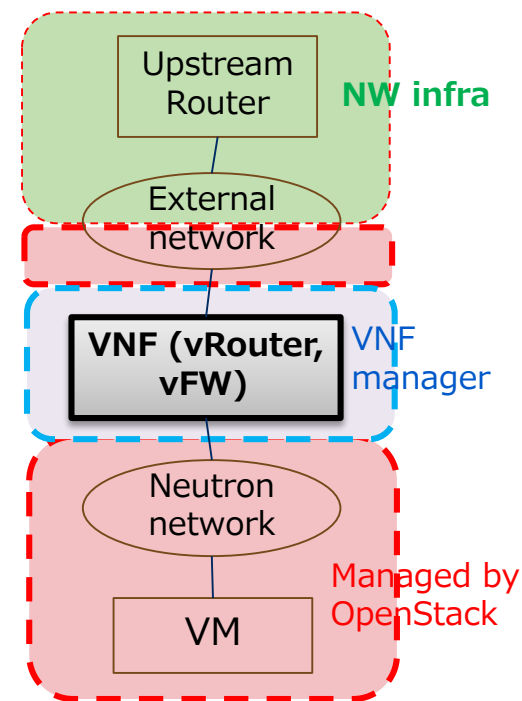 Upstream
Router
NW infra
External
network
VNF (vRouter,
vFW)
VNF
manager
Neutron
network
Managed by
OpenStack
VM